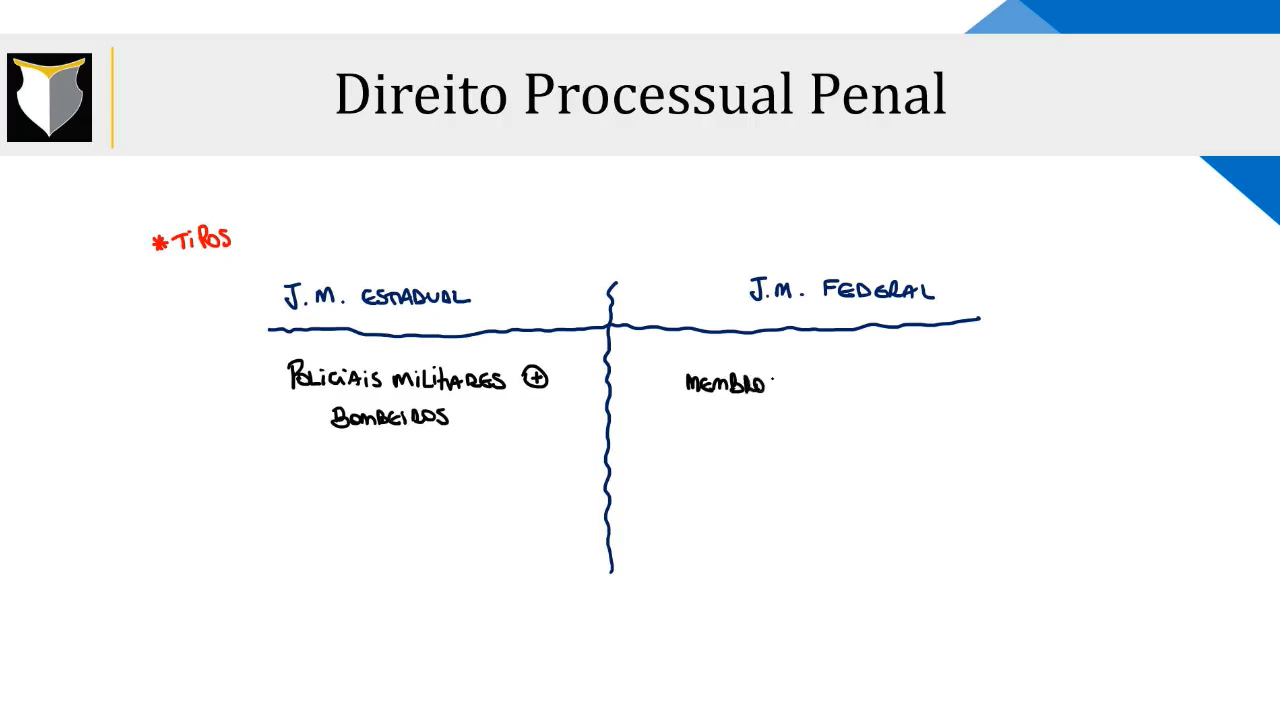 Direito Processual Penal
* TIPOS
J.M. ESTADUAL
J.M. FEDERAL
POLICIAIS MILITARES +
BOMBEIROS
MEMBRO